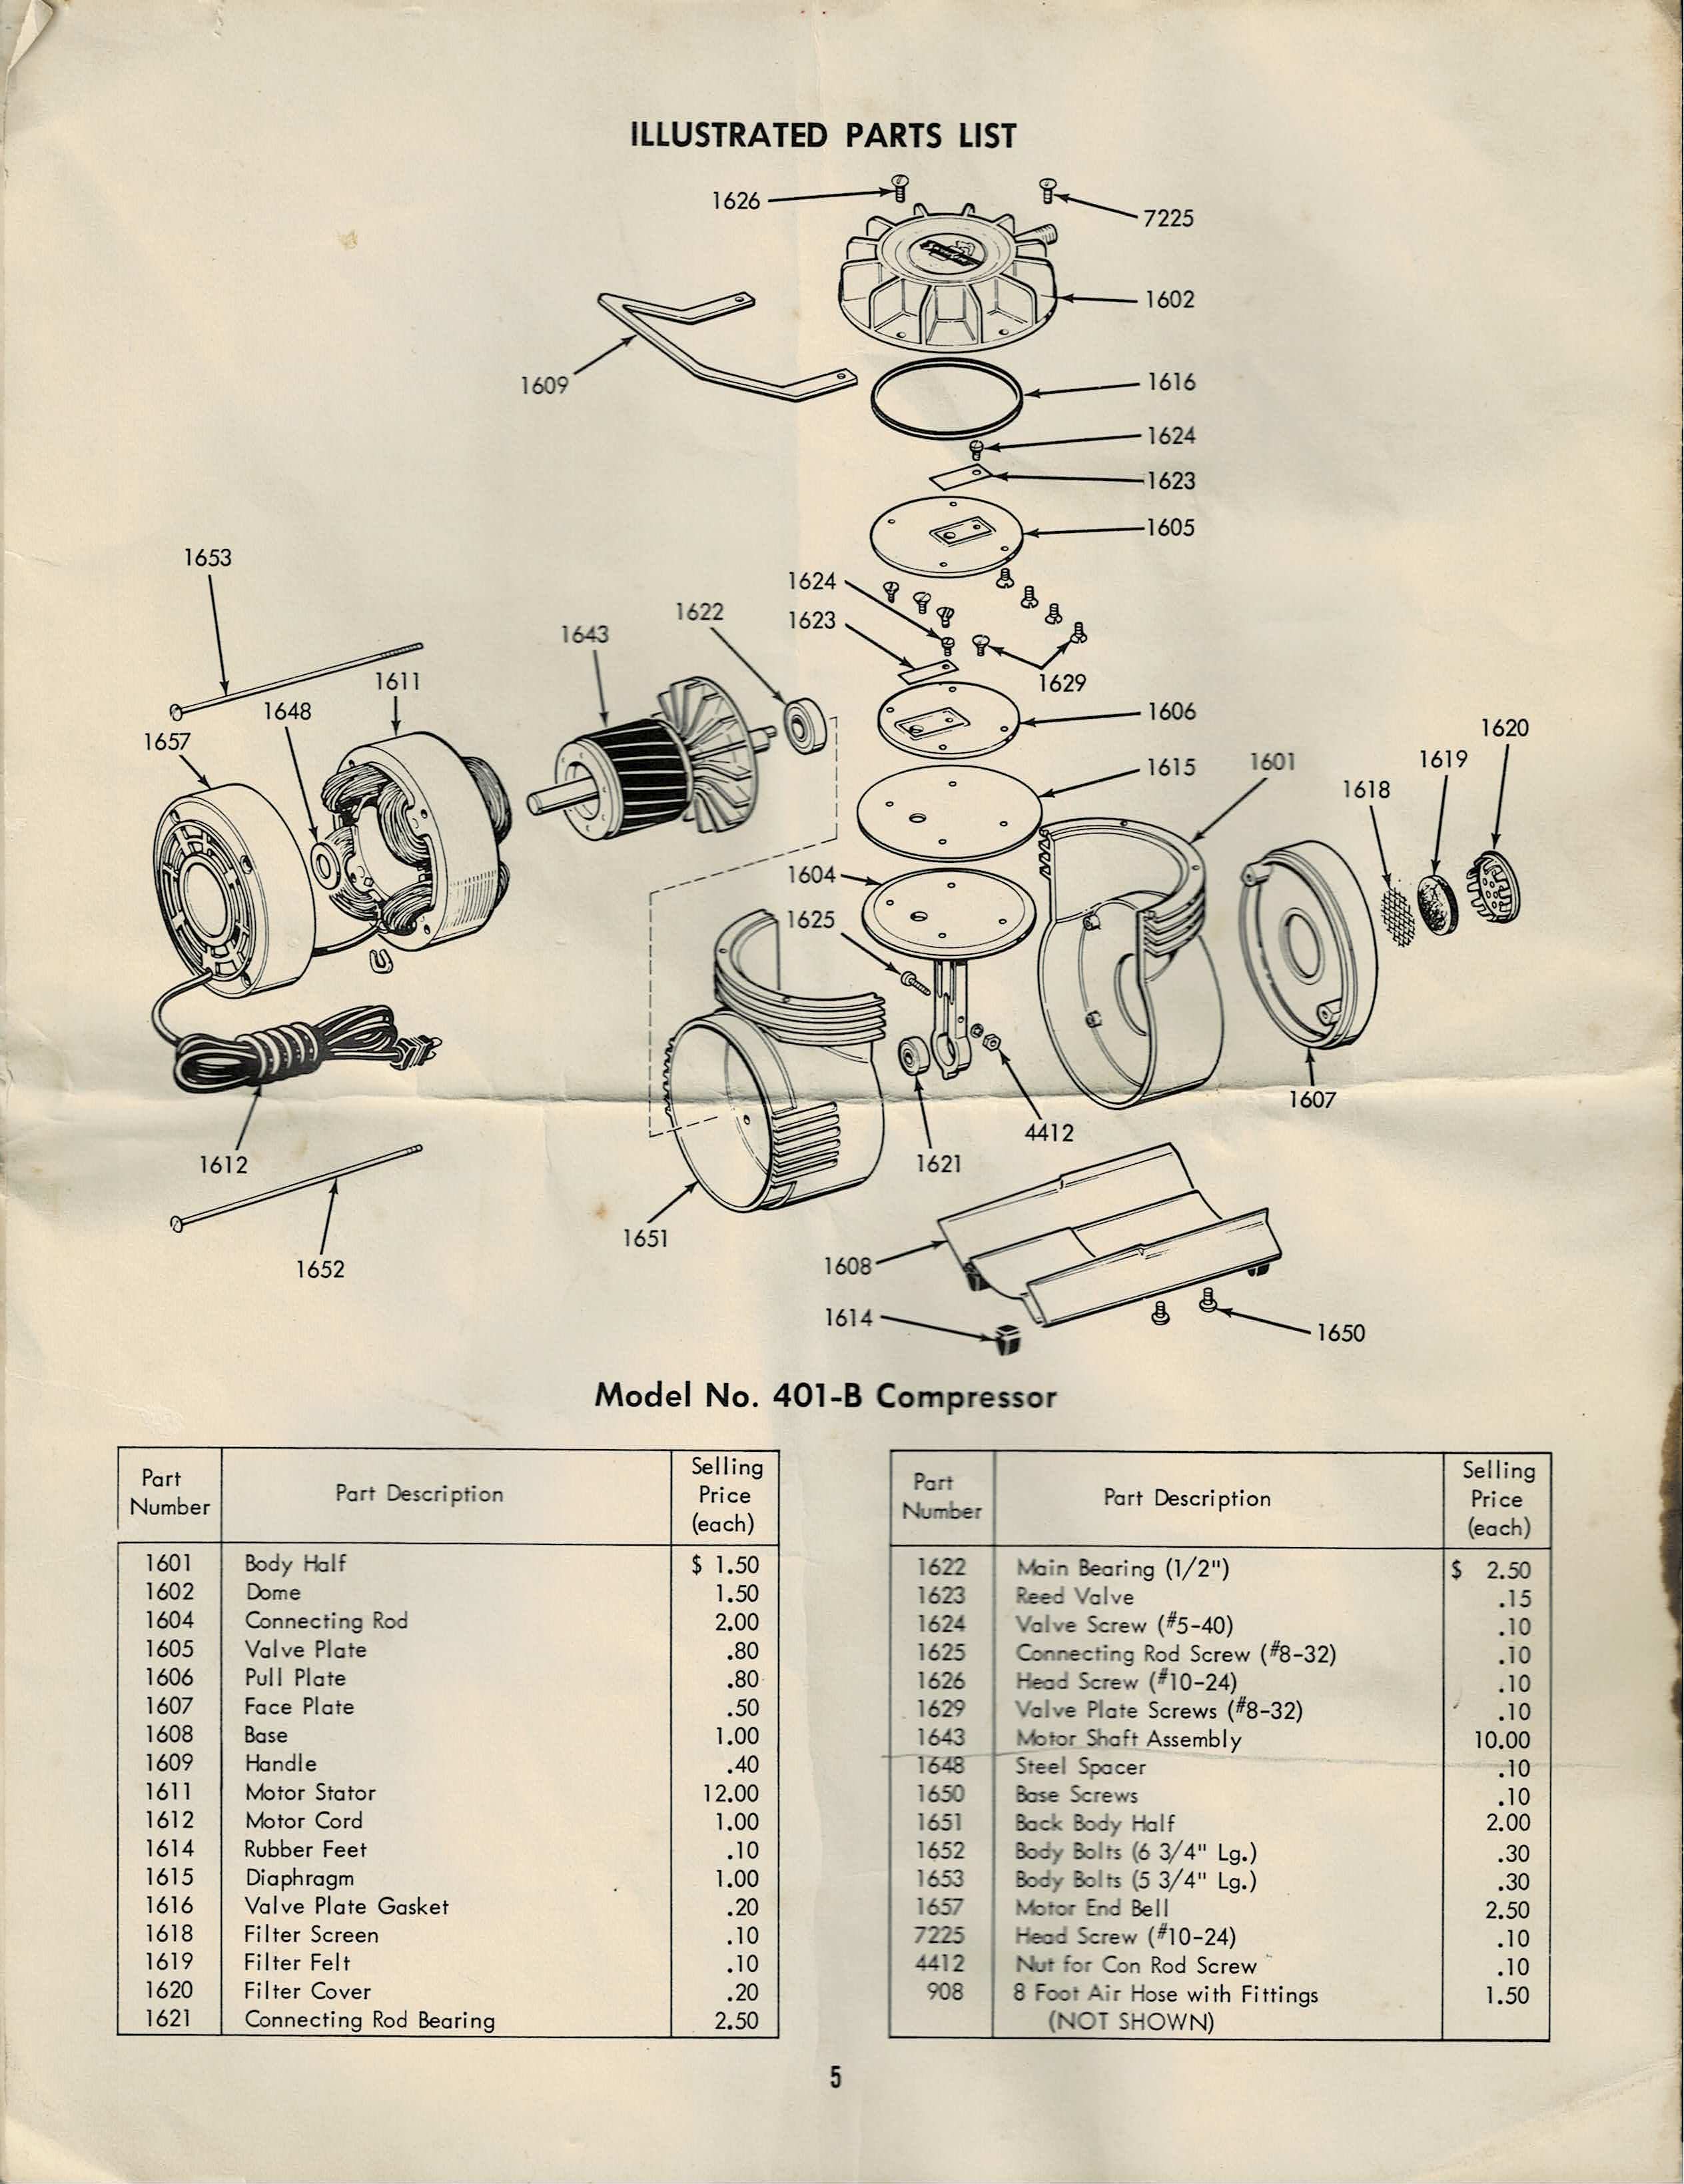 ILLUSTRATED PARTS LIST
1626
7225
1602
1609
1616
1624
1623
1605
1653
1624
1622
1623
1643
1611
1629
1648
1606
1620
1657
1619
1615
1601
1618
1604
1625
1607
4412
1612
1621
1651
1652
1608
1614
1650
Model No. 401-B Compressor
Part Number Part Description Selling Price (each)
1601 Body Half $ 1.50
1602 Dome 1.50
1604 Connecting Rod 2.00
1605 Valve Plate .80
1606 Pull Plate .80
1607 Face Plate .50
1608 Base 1.00
1609 Handle .40
1611 Motor Stator 12.00
1612 Motor Cord 1.00
1614 Rubber Feet .10
1615 Diaphragm 1.00
1616 Valve Plate Gasket .20
1618 Filter Screen .10
1619 Filter Felt .10
1620 Filter Cover .20
1621 Connecting Rod Bearing 2.50
Part Number Part Description Selling Price (each)
1622 Main Bearing (1/2") $ 2.50
1623 Reed Valve .15
1624 Valve Screw (#5-40) .10
1625 Connecting Rod Screw (#8-32) .10
1626 Head Screw (#10-24) .10
1629 Valve Plate Screws (#8-32) .10
1643 Motor Shaft Assembly 10.00
1648 Steel Spacer .10
1650 Base Screws .10
1651 Back Body Half 2.00
1652 Body Bolts (6 3/4" Lg.) .30
1653 Body Bolts (5 3/4" Lg.) .30
1657 Motor End Bell 2.50
7225 Head Screw (#10-24) .10
4412 Nut for Con Rod Screw .10
908 8 Foot Air Hose with Fittings 1.50
(NOT SHOWN)
5